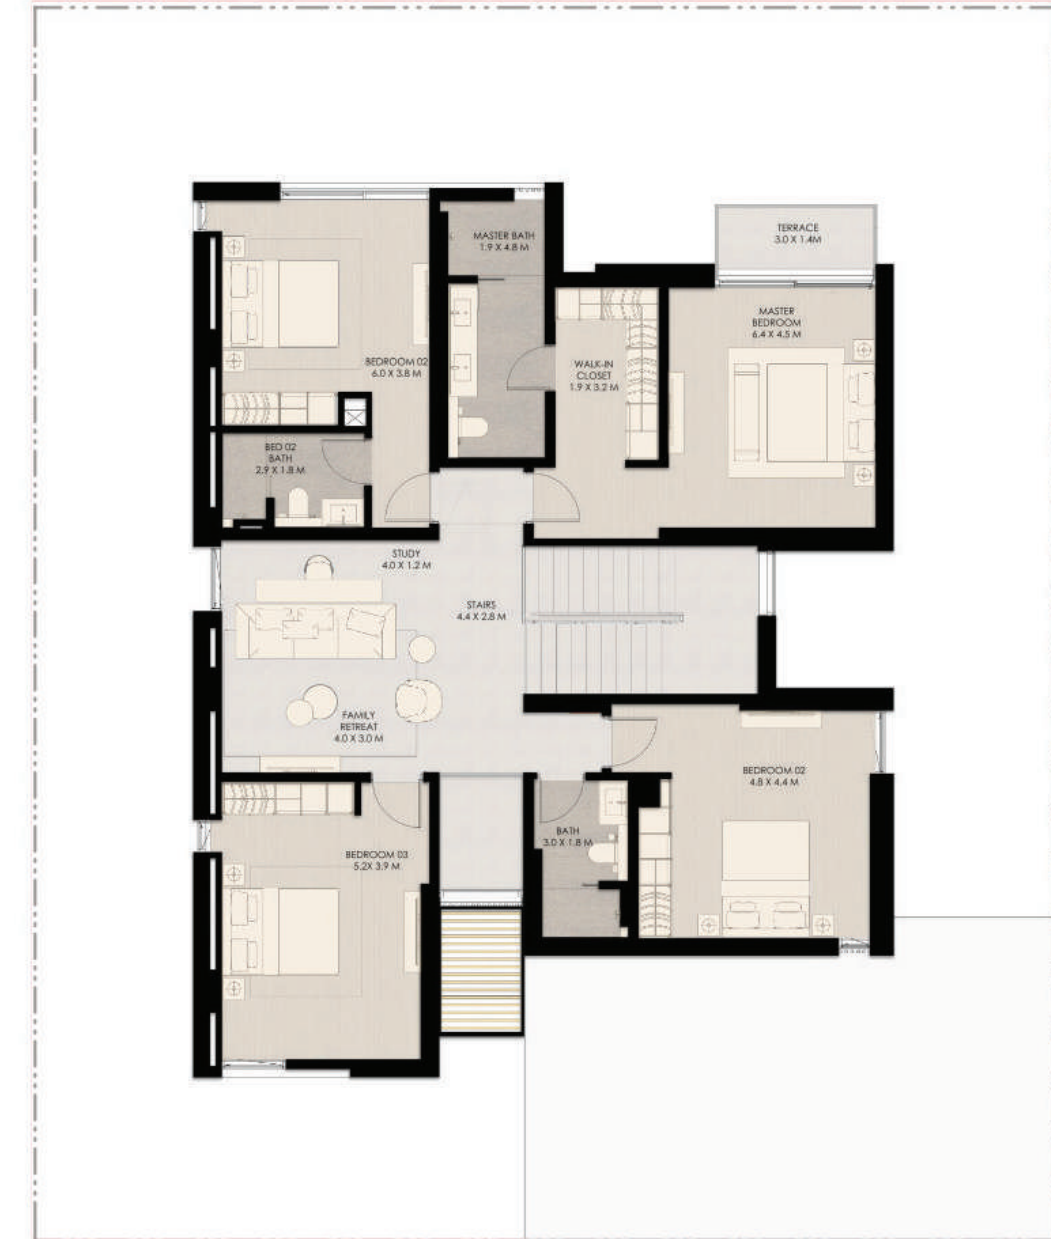 MASTER BATH
1.9 X 4.8 M
TERRACE
3.0 X 1.4M
MASTER
BEDROOM
6.4 X 4.5 M
BEDROOM 02
6.0 X 3.8 M
WALK-IN
CLOSET
1.9 X 3.2 M
BED 02
BATH
2.9 X 1.8 M
STUDY
4.0 X 1.2 M
STAIRS
4.4 X 2.8 M
FAMILY
RETREAT
4.0 X 3.0 M
BEDROOM 02
4.8 X 4.4 M
BATH
3.0 X 1.8 M
BEDROOM 03
5.2X 3.9 M